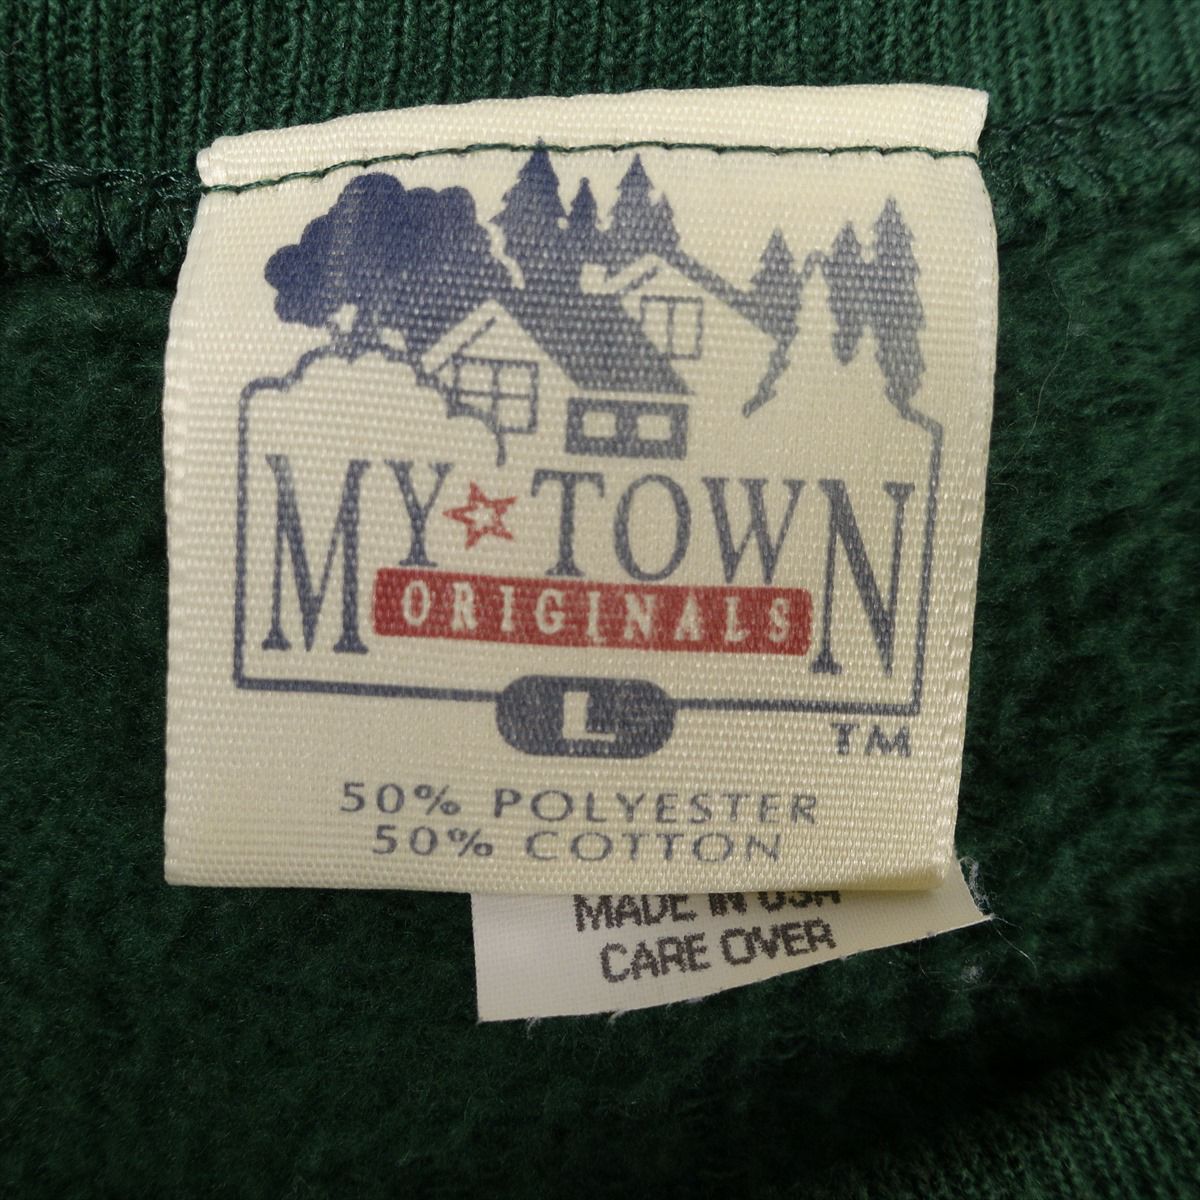 MY TOWN
ORIGINALS
L
TM
50% POLYESTER
50% COTTON
MADE IN USA
CARE OVER